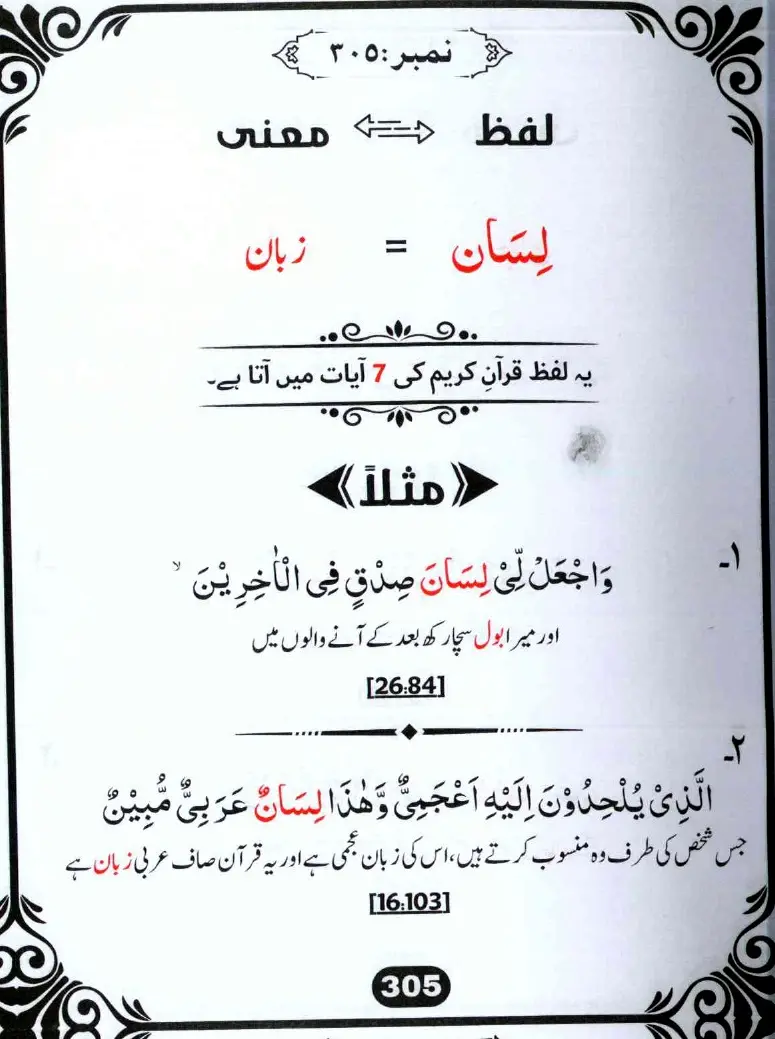 نمبر:۳۰۵
لفظ معنی
لِسَان = زبان
یہ لفظ قرآنِ کریم کی 7 آیات میں آتا ہے۔
مثلاً
۱۔
وَاجْعَلْ لِّیْ لِسَانَ صِدْقٍ فِی الْاٰخِرِیْنَ ۙ
اور میرا بول سچا رکھ بعد کے آنے والوں میں
[26:84]
۲۔
الَّذِیْ یُلْحِدُوْنَ اِلَیْهِ اَعْجَمِیٌّ وَّهٰذَا لِسَانٌ عَرَبِیٌّ مُّبِیْنٌ
جس شخص کی طرف وہ منسوب کرتے ہیں، اس کی زبان عجمی ہے اور یہ قرآن صاف عربی زبان ہے
[16:103]
305